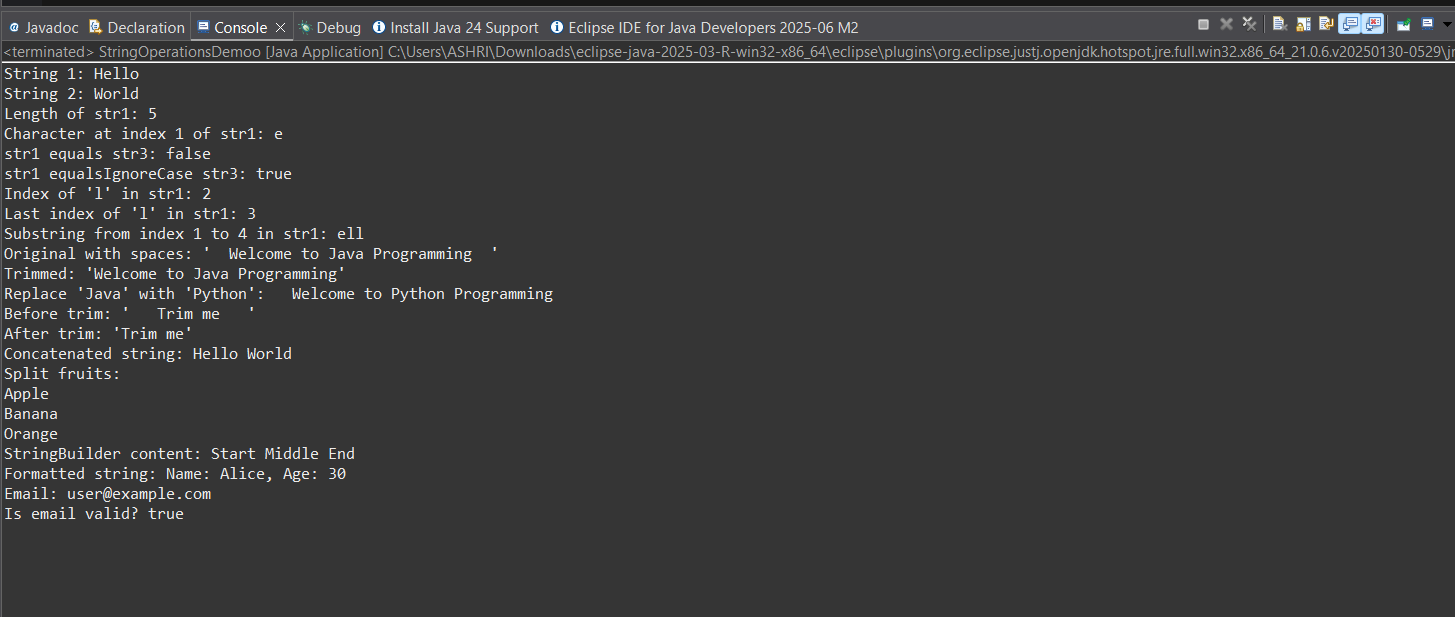 Javadoc Declaration Console Debug Install Java 24 Support Eclipse IDE for Java Developers 2025-06 M2
<terminated> StringOperationsDemoo [Java Application] C:\Users\ASHRI\Downloads\eclipse-java-2025-03-R-win32-x86_64\eclipse\plugins\org.eclipse.justj.openjdk.hotspot.jre.full.win32.x86_64_21.0.6.v20250130-0529\jr
String 1: Hello
String 2: World
Length of str1: 5
Character at index 1 of str1: e
str1 equals str3: false
str1 equalsIgnoreCase str3: true
Index of 'l' in str1: 2
Last index of 'l' in str1: 3
Substring from index 1 to 4 in str1: ell
Original with spaces: '  Welcome to Java Programming  '
Trimmed: 'Welcome to Java Programming'
Replace 'Java' with 'Python':   Welcome to Python Programming
Before trim: '   Trim me   '
After trim: 'Trim me'
Concatenated string: Hello World
Split fruits:
Apple
Banana
Orange
StringBuilder content: Start Middle End
Formatted string: Name: Alice, Age: 30
Email: user@example.com
Is email valid? true